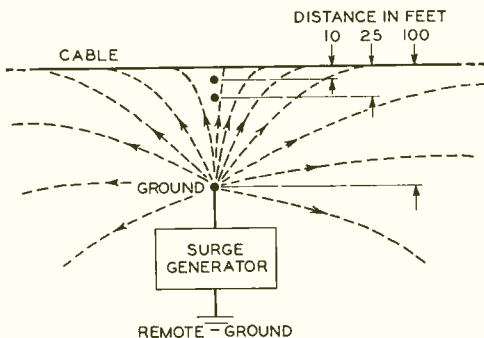 DISTANCE IN FEET
10 25 100
CABLE
GROUND
SURGE
GENERATOR
REMOTE-GROUND